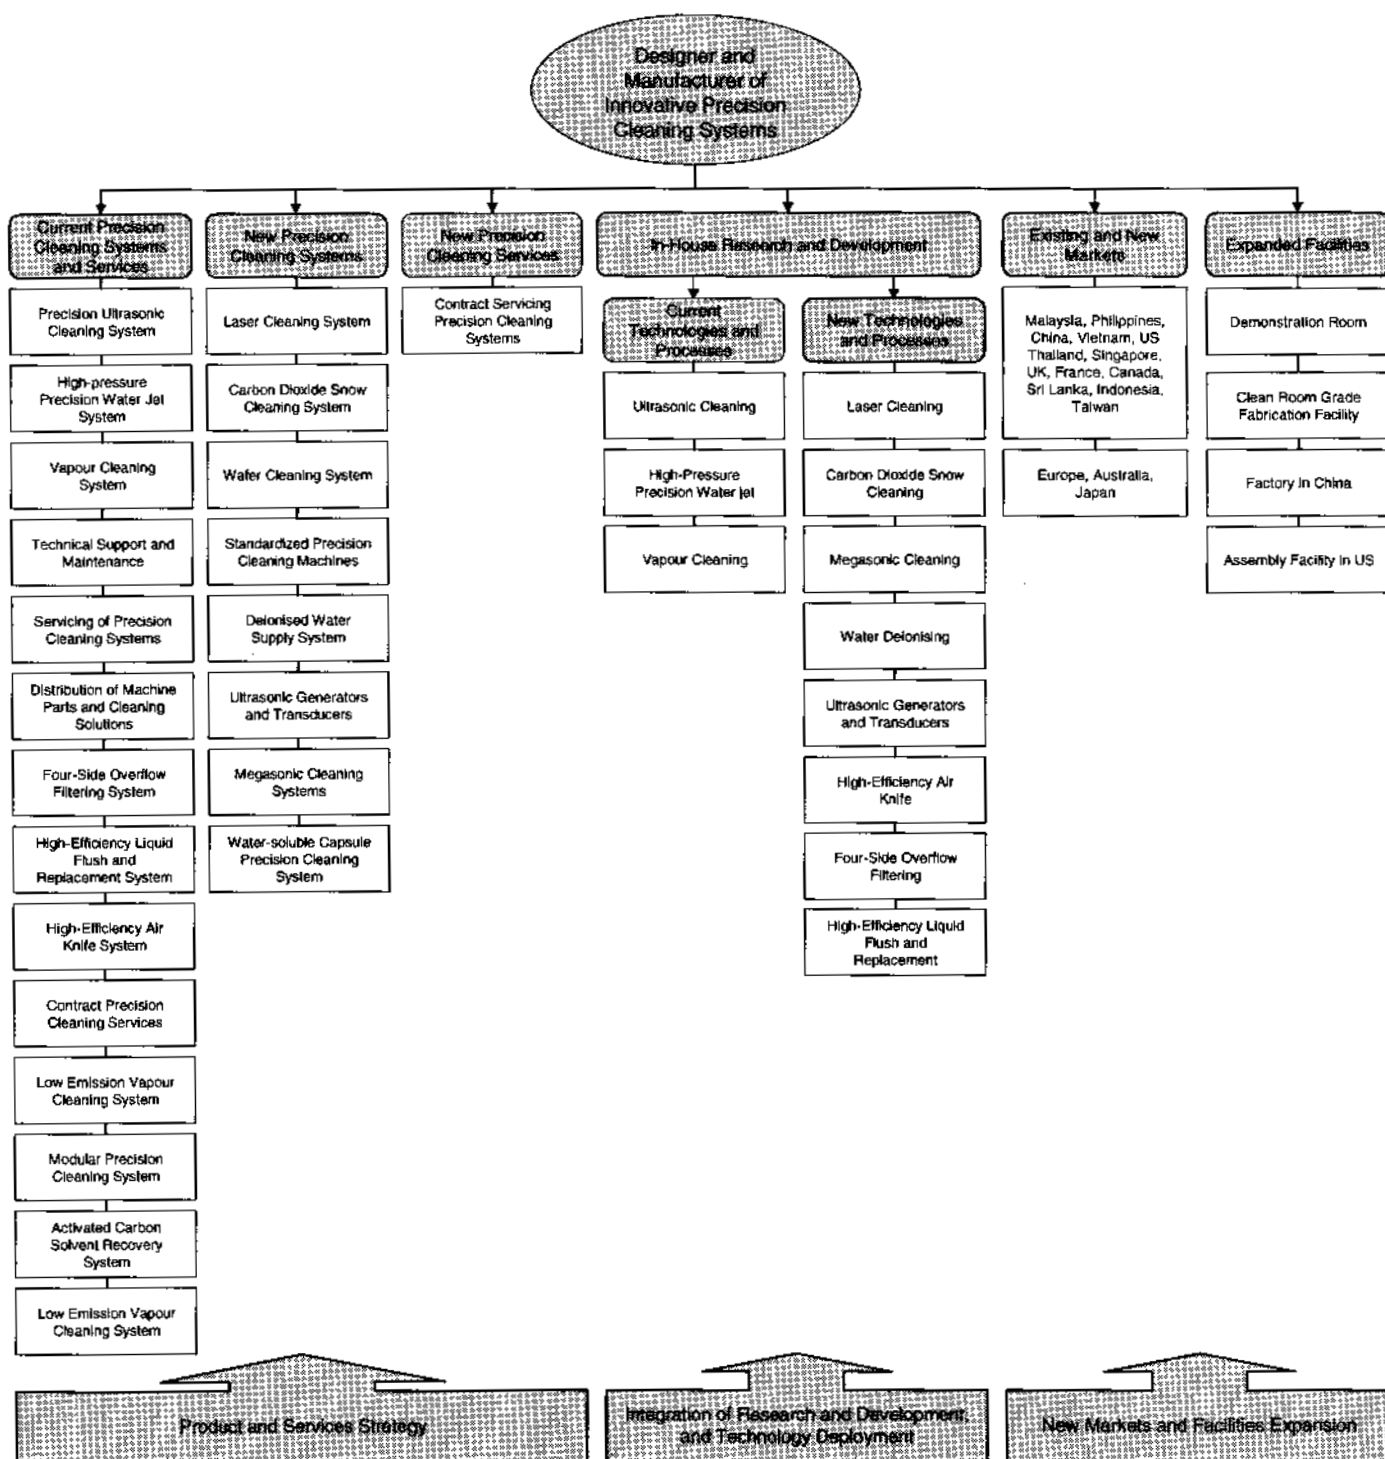 Designer and
Manufacturer of
Innovative Precision
Cleaning Systems
Current Precision
Cleaning Systems
and Services
Precision Ultrasonic
Cleaning System
High-pressure
Precision Water Jet
System
Vapour Cleaning
System
Technical Support and
Maintenance
Servicing of Precision
Cleaning Systems
Distribution of Machine
Parts and Cleaning
Solutions
Four-Side Overflow
Filtering System
High-Efficiency Liquid
Flush and
Replacement System
High-Efficiency Air
Knife System
Contract Precision
Cleaning Services
Low Emission Vapour
Cleaning System
Modular Precision
Cleaning System
Activated Carbon
Solvent Recovery
System
Low Emission Vapour
Cleaning System
New Precision
Cleaning Systems
Laser Cleaning System
Carbon Dioxide Snow
Cleaning System
Wafer Cleaning System
Standardized Precision
Cleaning Machines
Deionised Water
Supply System
Ultrasonic Generators
and Transducers
Megasonic Cleaning
Systems
Water-soluble Capsule
Precision Cleaning
System
New Precision
Cleaning Services
Contract Servicing
Precision Cleaning
Systems
In-House Research and Development
Current
Technologies and
Processes
Ultrasonic Cleaning
High-Pressure
Precision Water jet
Vapour Cleaning
New Technologies
and Processes
Laser Cleaning
Carbon Dioxide Snow
Cleaning
Megasonic Cleaning
Water Deionising
Ultrasonic Generators
and Transducers
High-Efficiency Air
Knife
Four-Side Overflow
Filtering
High-Efficiency Liquid
Flush and
Replacement
Existing and New
Markets
Malaysia, Philippines,
China, Vietnam, US
Thailand, Singapore,
UK, France, Canada,
Sri Lanka, Indonesia,
Taiwan
Europe, Australia,
Japan
Expanded Facilities
Demonstration Room
Clean Room Grade
Fabrication Facility
Factory in China
Assembly Facility in US
Product and Services Strategy
Integration of Research and Development,
and Technology Deployment
New Markets and Facilities Expansion